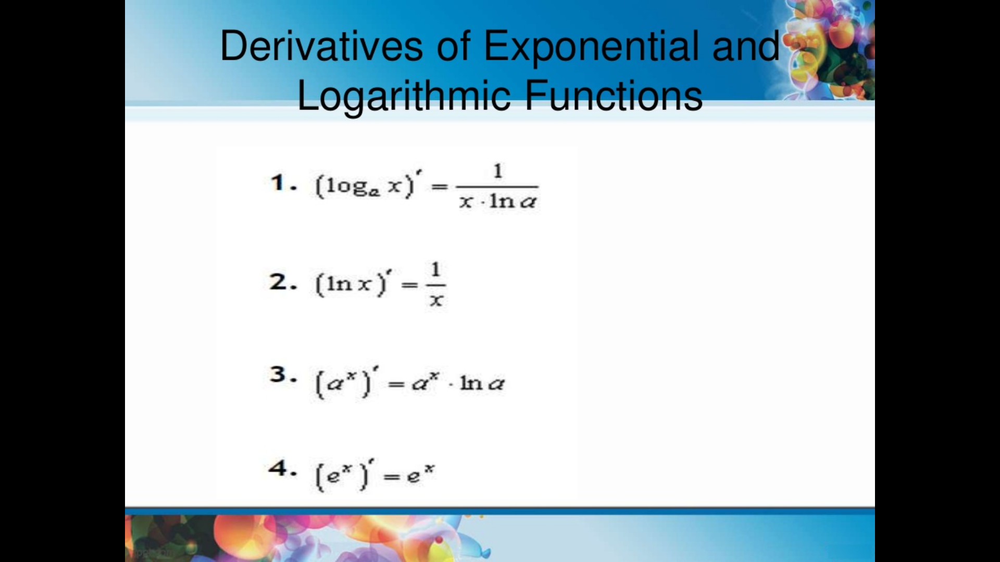 Derivatives of Exponential and
Logarithmic Functions
1. (logₐ x)′ = 1 / (x · ln a)
2. (ln x)′ = 1 / x
3. (aˣ)′ = aˣ · ln a
4. (eˣ)′ = eˣ